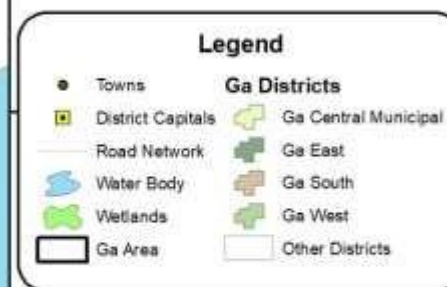 Legend
Towns
District Capitals
Road Network
Water Body
Wetlands
Ga Area
Ga Districts
Ga Central Municipal
Ga East
Ga South
Ga West
Other Districts